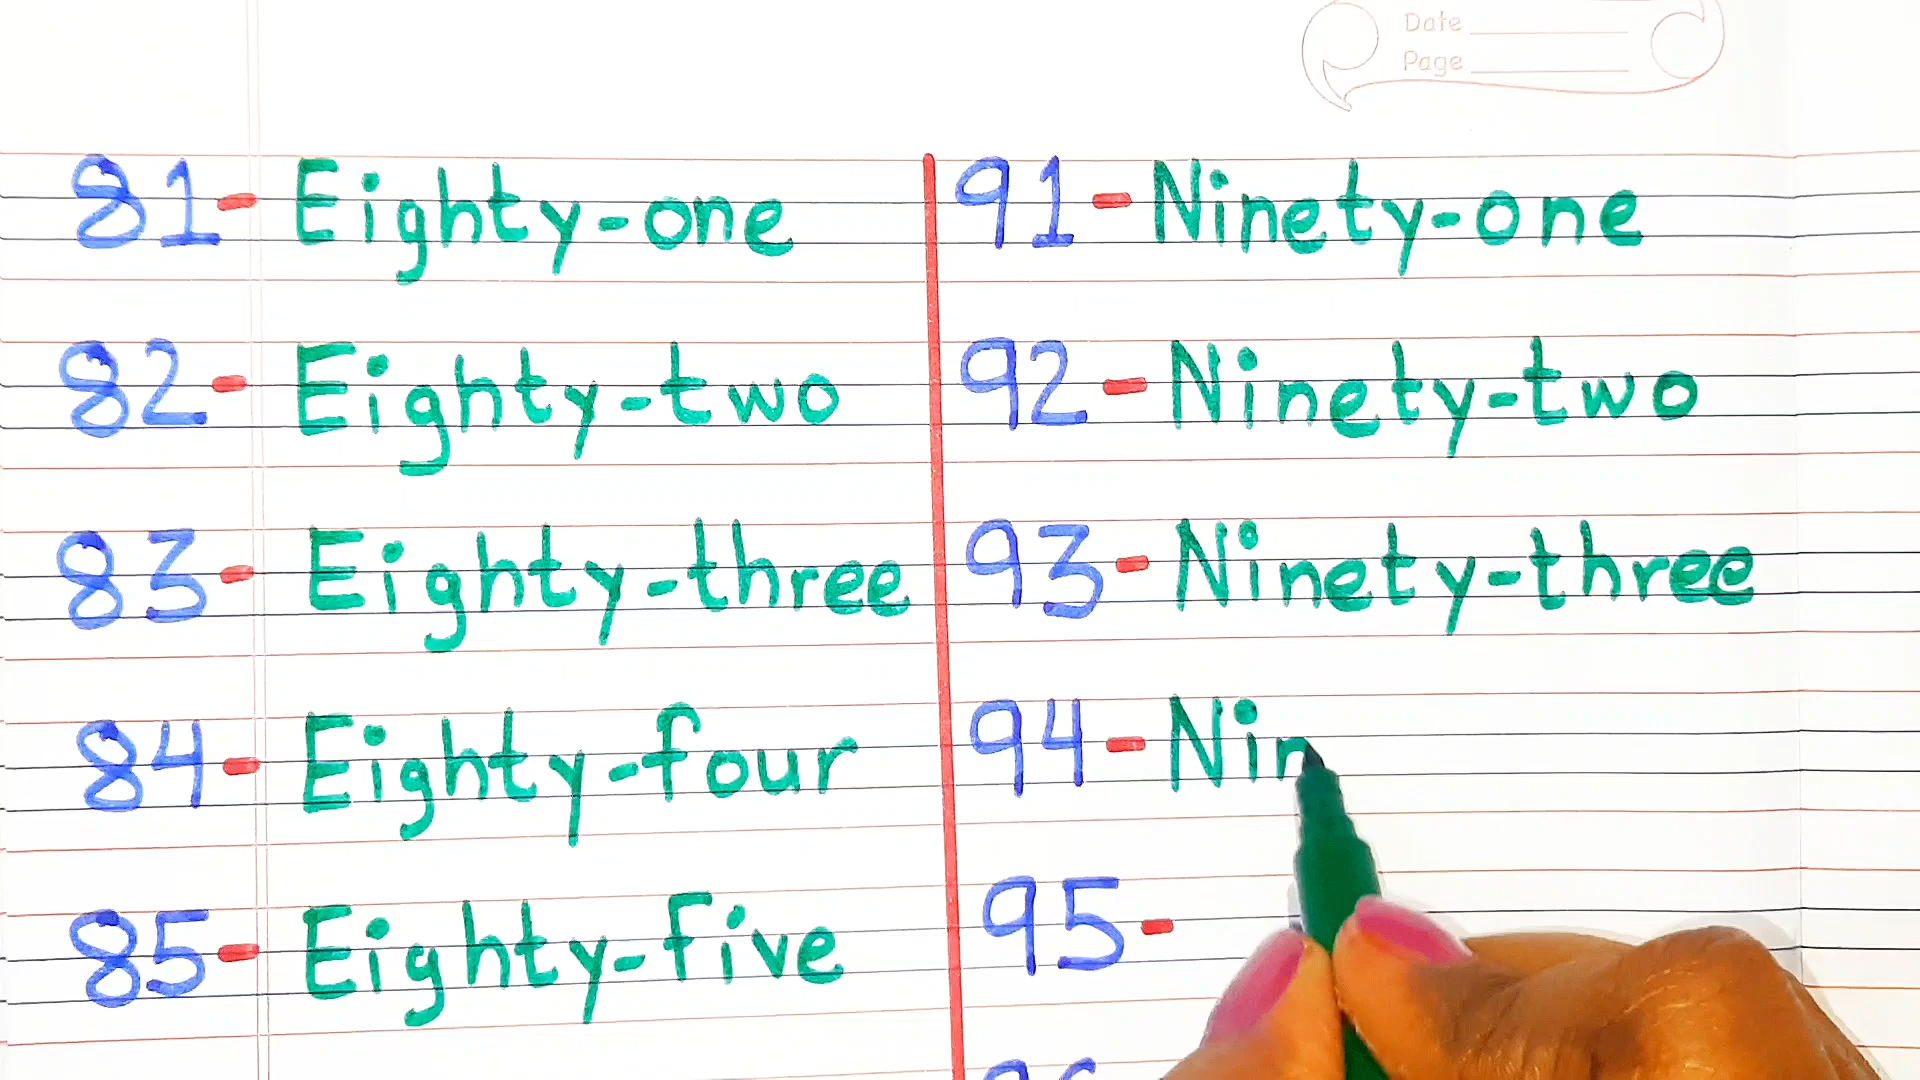 Date
Page
81 - Eighty-one
82 - Eighty-two
83 - Eighty-three
84 - Eighty-four
85 - Eighty-five
91 - Ninety-one
92 - Ninety-two
93 - Ninety-three
94 - Nin
95 -